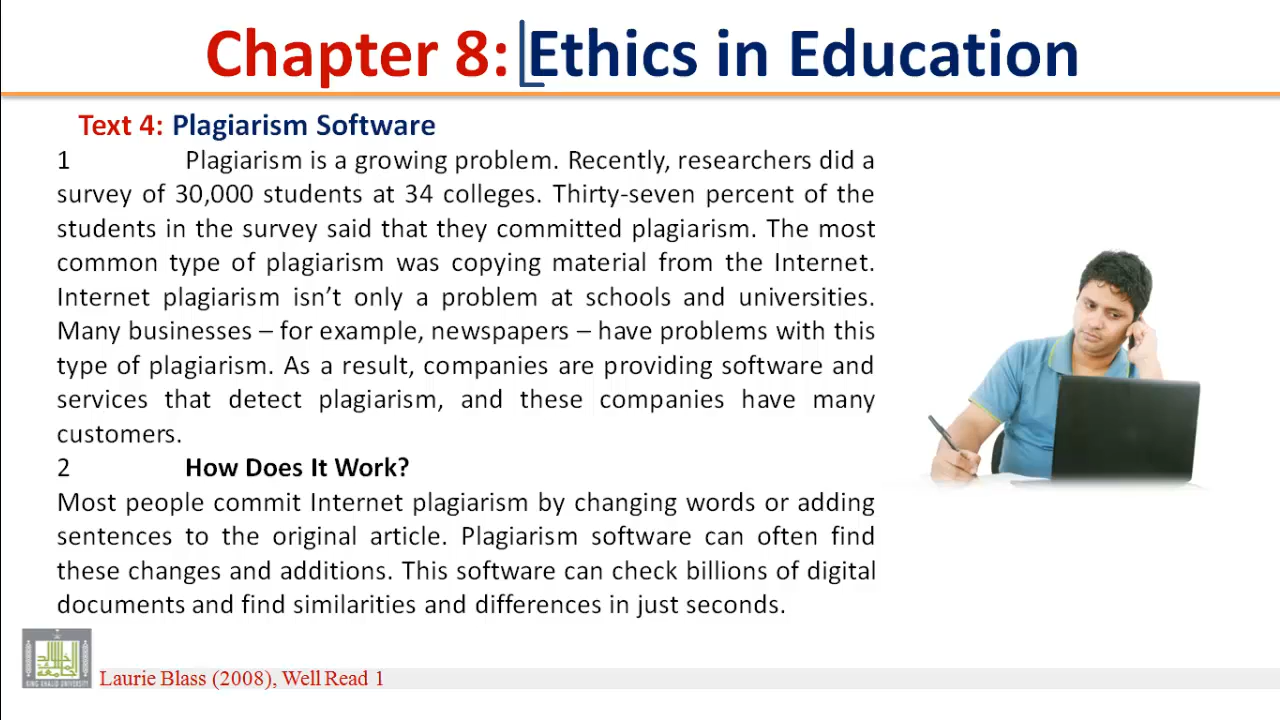 Chapter 8: Ethics in Education
Text 4: Plagiarism Software
1 Plagiarism is a growing problem. Recently, researchers did a
survey of 30,000 students at 34 colleges. Thirty-seven percent of the
students in the survey said that they committed plagiarism. The most
common type of plagiarism was copying material from the Internet.
Internet plagiarism isn't only a problem at schools and universities.
Many businesses – for example, newspapers – have problems with this
type of plagiarism. As a result, companies are providing software and
services that detect plagiarism, and these companies have many
customers.
2 How Does It Work?
Most people commit Internet plagiarism by changing words or adding
sentences to the original article. Plagiarism software can often find
these changes and additions. This software can check billions of digital
documents and find similarities and differences in just seconds.
KING KHALID UNIVERSITY
Laurie Blass (2008), Well Read 1